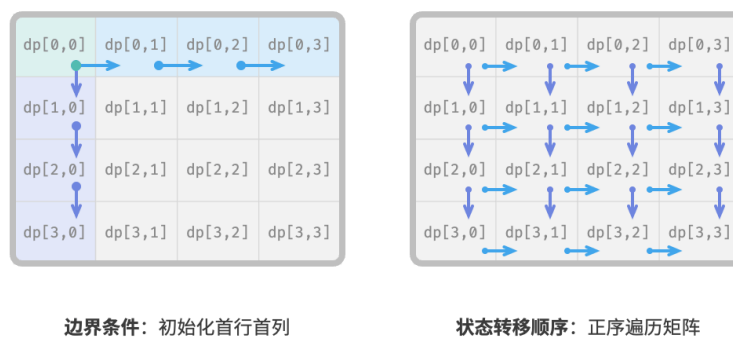 dp[0,0] dp[0,1] dp[0,2] dp[0,3]
dp[1,0] dp[1,1] dp[1,2] dp[1,3]
dp[2,0] dp[2,1] dp[2,2] dp[2,3]
dp[3,0] dp[3,1] dp[3,2] dp[3,3]
边界条件：初始化首行首列
dp[0,0] dp[0,1] dp[0,2] dp[0,3]
dp[1,0] dp[1,1] dp[1,2] dp[1,3]
dp[2,0] dp[2,1] dp[2,2] dp[2,3]
dp[3,0] dp[3,1] dp[3,2] dp[3,3]
状态转移顺序：正序遍历矩阵